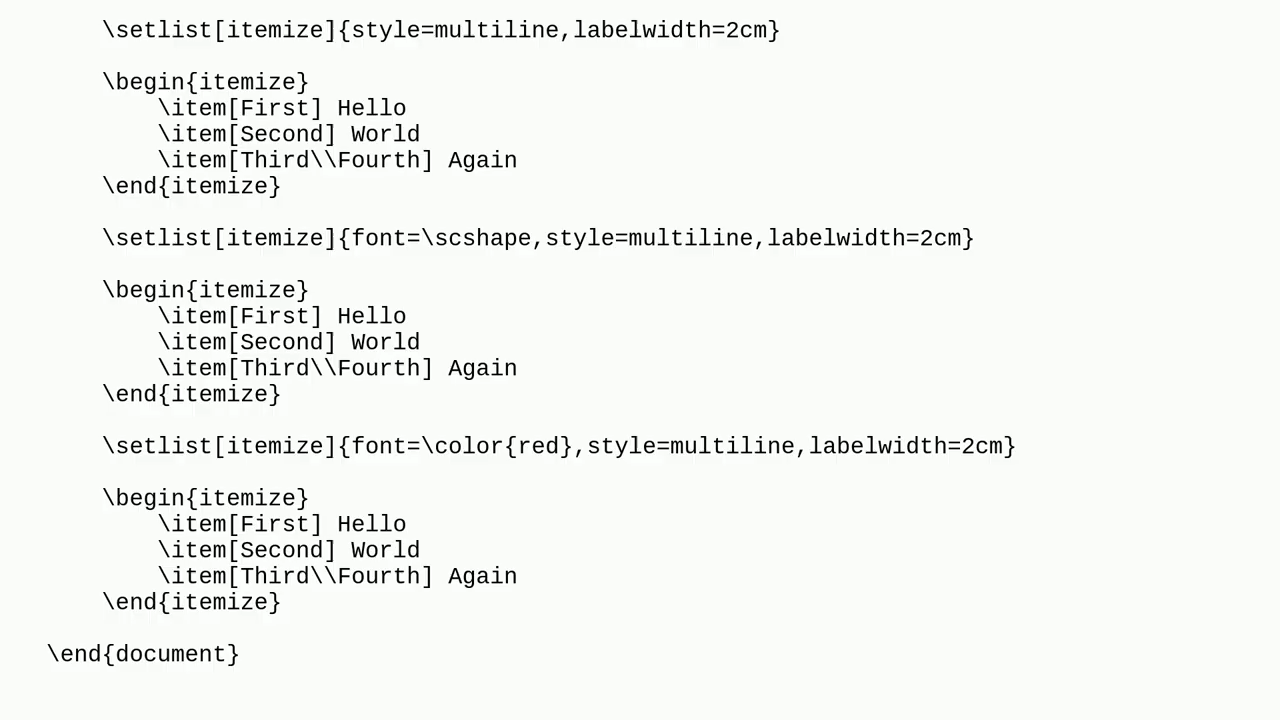 \setlist[itemize]{style=multiline,labelwidth=2cm}
\begin{itemize}
\item[First] Hello
\item[Second] World
\item[Third\\Fourth] Again
\end{itemize}
\setlist[itemize]{font=\scshape,style=multiline,labelwidth=2cm}
\begin{itemize}
\item[First] Hello
\item[Second] World
\item[Third\\Fourth] Again
\end{itemize}
\setlist[itemize]{font=\color{red},style=multiline,labelwidth=2cm}
\begin{itemize}
\item[First] Hello
\item[Second] World
\item[Third\\Fourth] Again
\end{itemize}
\end{document}